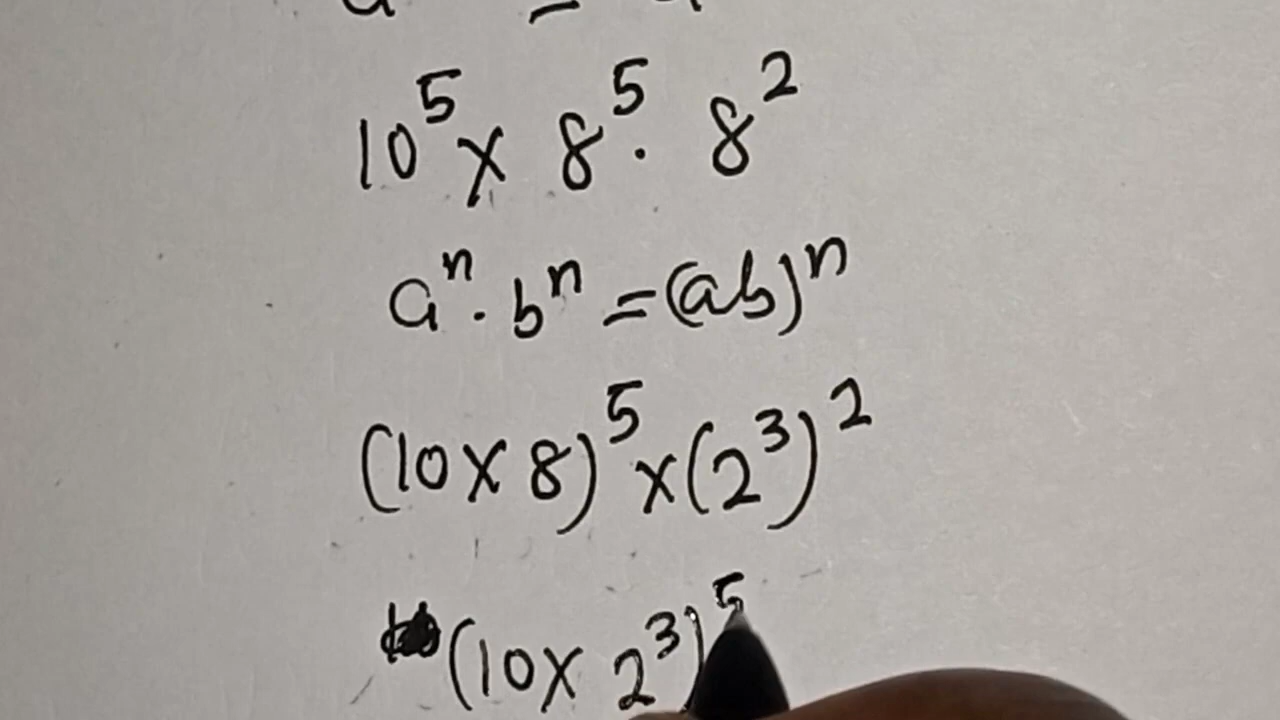 10⁵ x 8⁵ · 8²
aⁿ · bⁿ = (ab)ⁿ
(10 x 8)⁵ x (2³)²
(10 x 2³)⁵